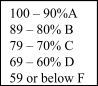 100 – 90%A
89 – 80% B
79 – 70% C
69 – 60% D
59 or below F